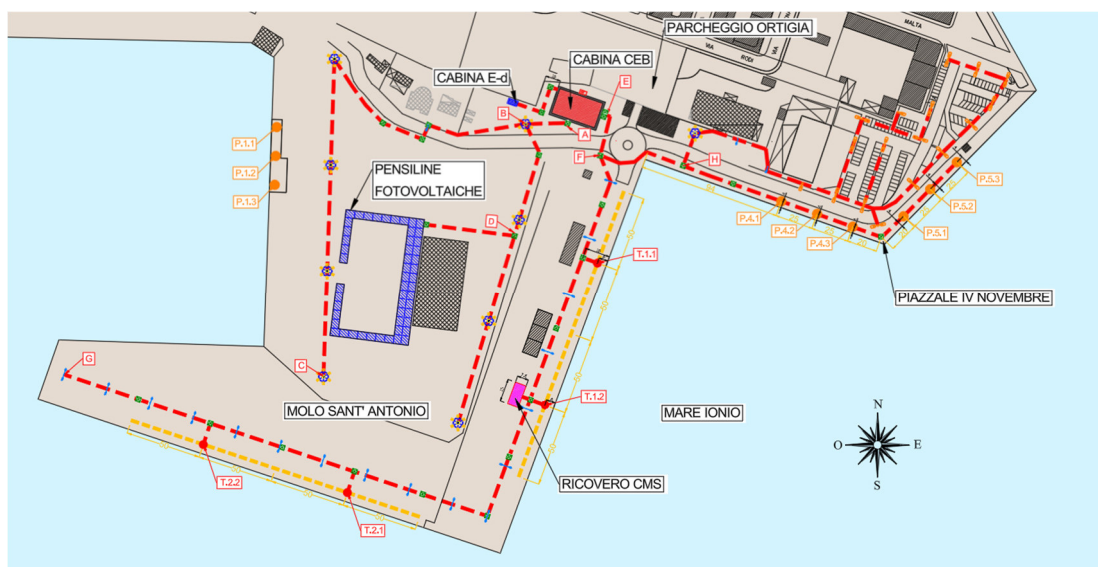 MALTA
PARCHEGGIO ORTIGIA
VIA
RODI
VIA
CABINA CEB
CABINA E-d
E
B
A
F
H
P.1.1
P.1.2
P.1.3
PENSILINE
FOTOVOLTAICHE
P.5.3
P.5.2
P.5.1
P.4.1
P.4.2
P.4.3
D
T.1.1
PIAZZALE IV NOVEMBRE
G
C
T.1.2
MOLO SANT' ANTONIO
MARE IONIO
N
O
E
S
RICOVERO CMS
T.2.2
T.2.1